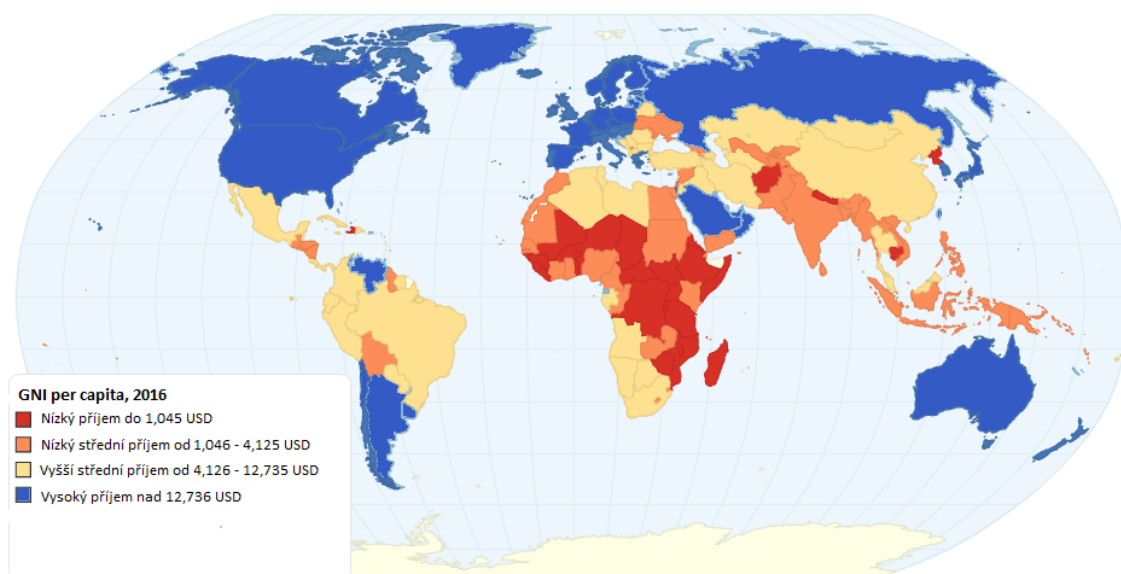 GNI per capita, 2016
Nízký příjem do 1,045 USD
Nízký střední příjem od 1,046 - 4,125 USD
Vyšší střední příjem od 4,126 - 12,735 USD
Vysoký příjem nad 12,736 USD